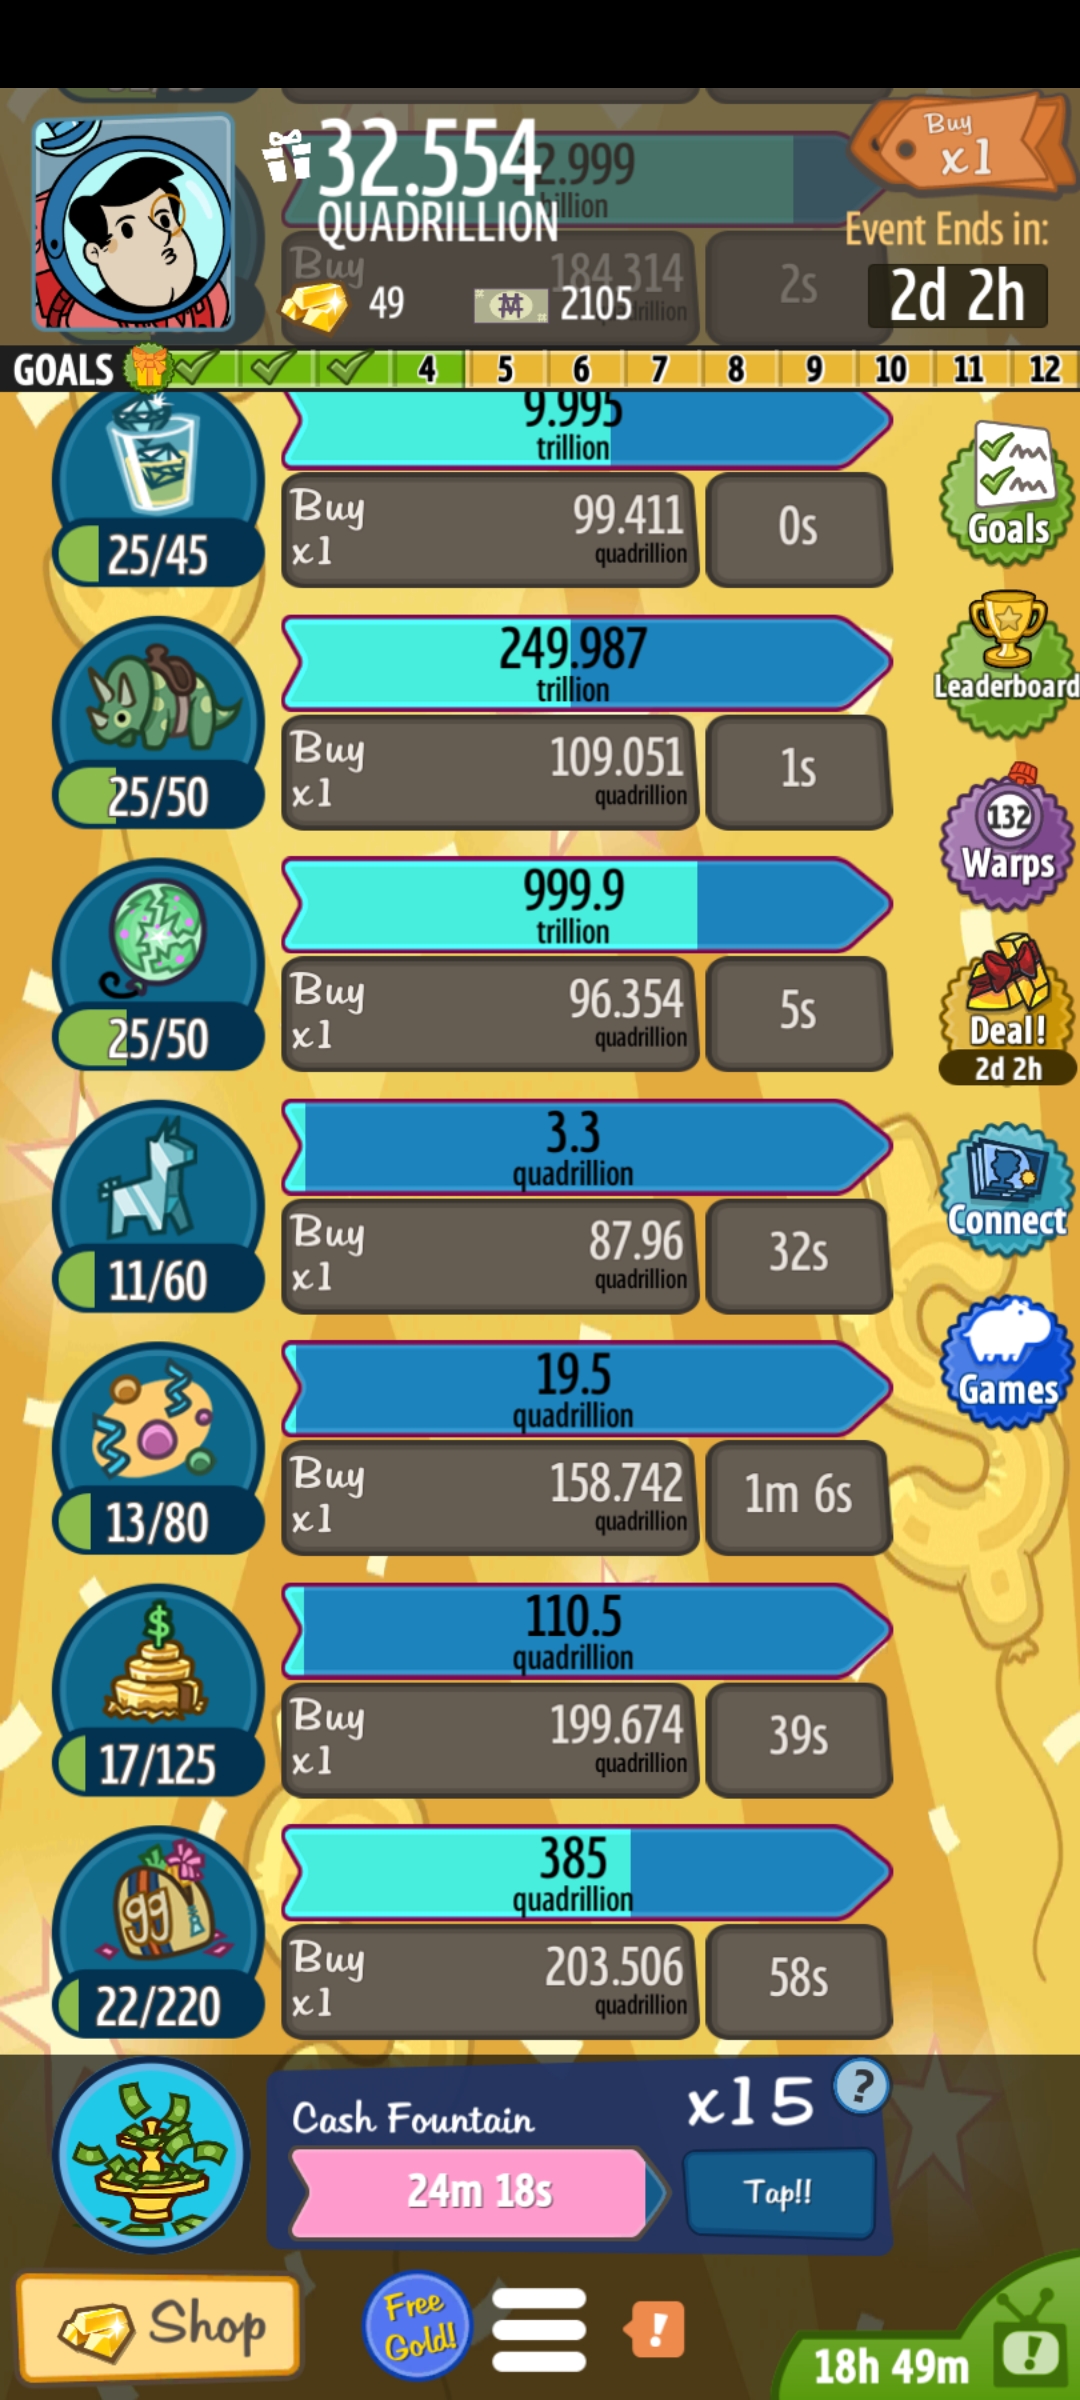 32.554
QUADRILLION
2.999
Buy
x1
Event Ends in:
2d 2h
Buy
184.314
2s
49
2105
GOALS
4
5
6
7
8
9
10
11
12
9.995
trillion
25/45
Buy
x1
99.411
quadrillion
0s
Goals
249.987
trillion
25/50
Buy
x1
109.051
quadrillion
1s
Leaderboard
999.9
trillion
25/50
Buy
x1
96.354
quadrillion
5s
132
Warps
Deal!
2d 2h
3.3
quadrillion
11/60
Buy
x1
87.96
quadrillion
32s
Connect
19.5
quadrillion
13/80
Buy
x1
158.742
quadrillion
1m 6s
Games
$
110.5
quadrillion
17/125
Buy
x1
199.674
quadrillion
39s
99
385
quadrillion
22/220
Buy
x1
203.506
quadrillion
58s
Cash Fountain
x15
?
24m 18s
Tap!!
Shop
Free
Gold!
!
18h 49m
!